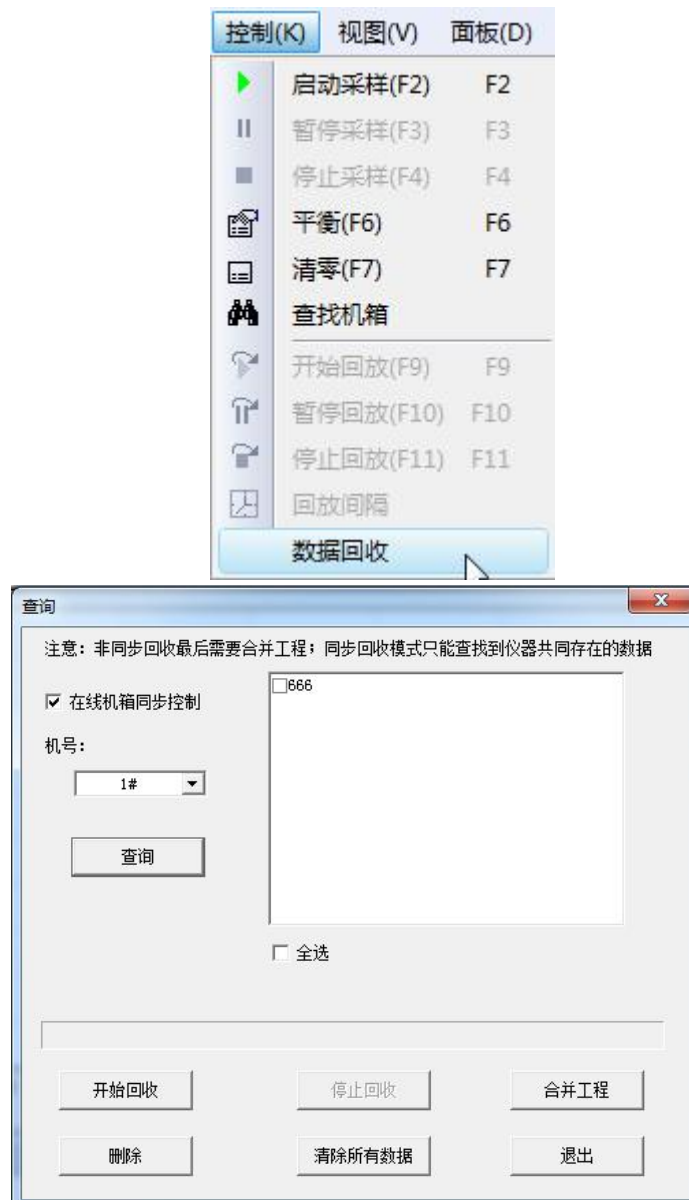 控制(K) 视图(V) 面板(D)
启动采样(F2) F2
暂停采样(F3) F3
停止采样(F4) F4
平衡(F6) F6
清零(F7) F7
查找机箱
开始回放(F9) F9
暂停回放(F10) F10
停止回放(F11) F11
回放间隔
数据回收
查询
注意：非同步回收最后需要合并工程；同步回收模式只能查找到仪器共同存在的数据
在线机箱同步控制
666
机号：
1#
查询
全选
开始回收 停止回收 合并工程
删除 清除所有数据 退出